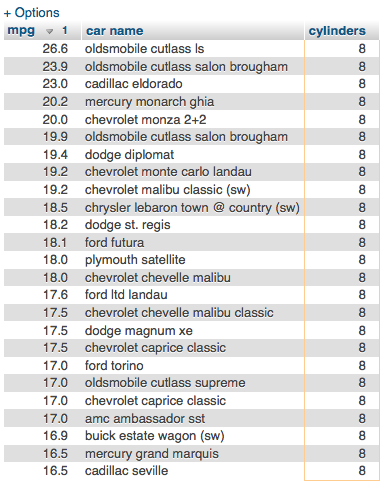 + Options
mpg 1 car name cylinders
26.6 oldsmobile cutlass ls 8
23.9 oldsmobile cutlass salon brougham 8
23.0 cadillac eldorado 8
20.2 mercury monarch ghia 8
20.0 chevrolet monza 2+2 8
19.9 oldsmobile cutlass salon brougham 8
19.4 dodge diplomat 8
19.2 chevrolet monte carlo landau 8
19.2 chevrolet malibu classic (sw) 8
18.5 chrysler lebaron town @ country (sw) 8
18.2 dodge st. regis 8
18.1 ford futura 8
18.0 plymouth satellite 8
18.0 chevrolet chevelle malibu 8
17.6 ford ltd landau 8
17.5 chevrolet chevelle malibu classic 8
17.5 dodge magnum xe 8
17.5 chevrolet caprice classic 8
17.0 ford torino 8
17.0 oldsmobile cutlass supreme 8
17.0 chevrolet caprice classic 8
17.0 amc ambassador sst 8
16.9 buick estate wagon (sw) 8
16.5 mercury grand marquis 8
16.5 cadillac seville 8